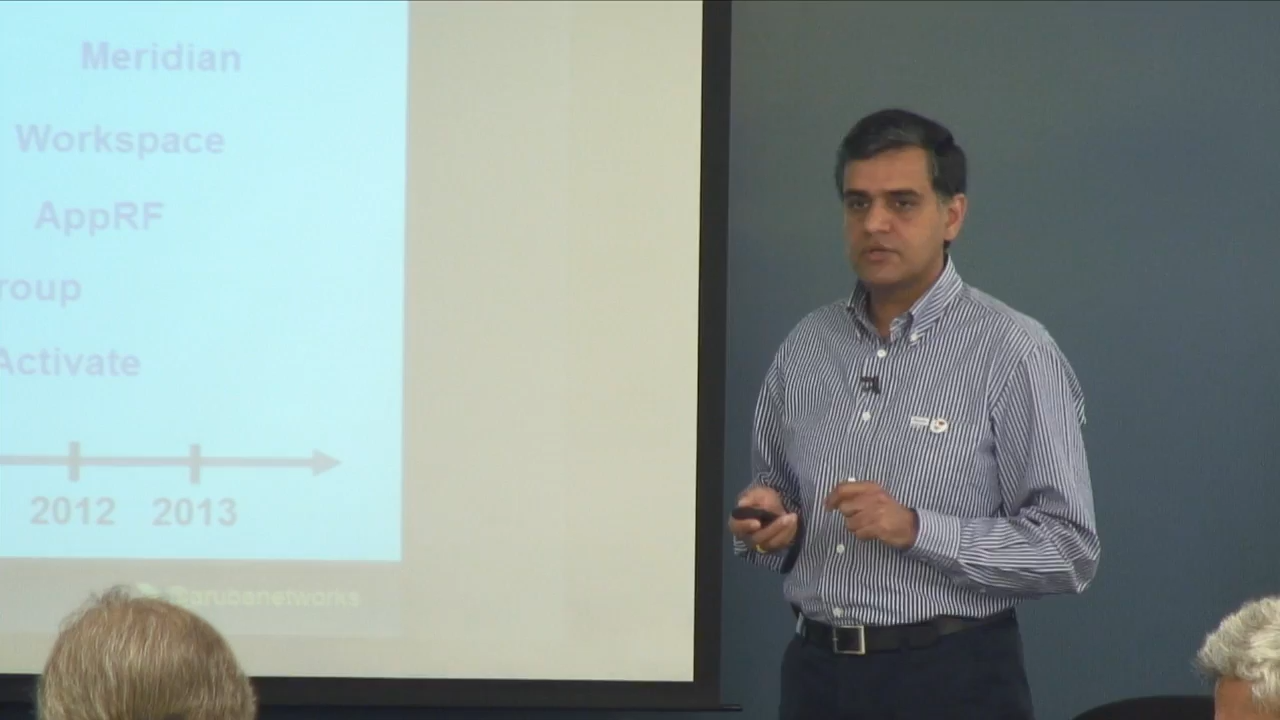 Meridian
Workspace
AppRF
roup
Activate
2012 2013
@arubanetworks